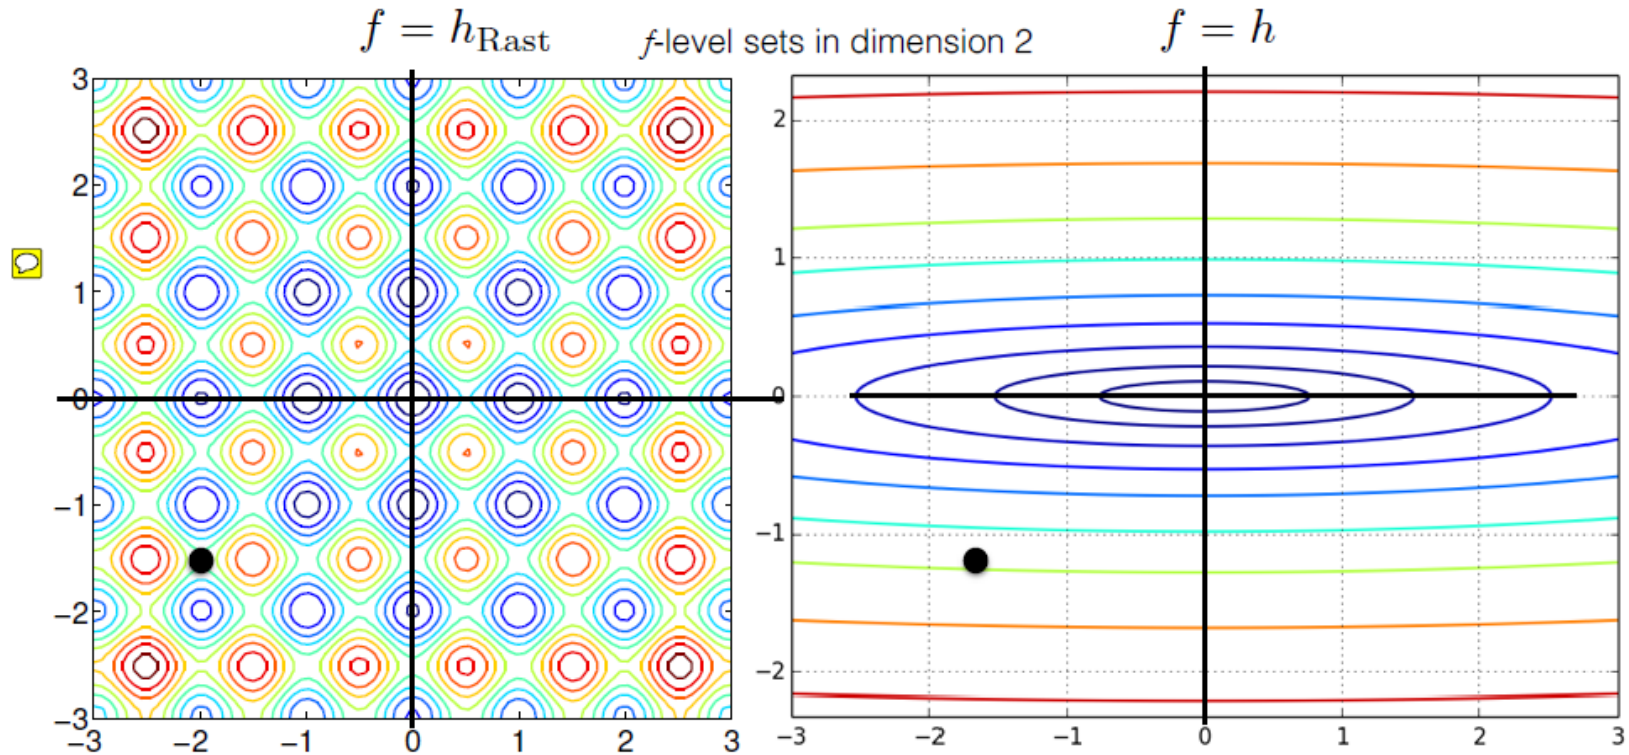 f = h_Rast
f-level sets in dimension 2
f = h
3
2
1
0
−1
−2
−3
−3 −2 −1 0 1 2 3
2
1
0
−1
−2
−3 −2 −1 0 1 2 3